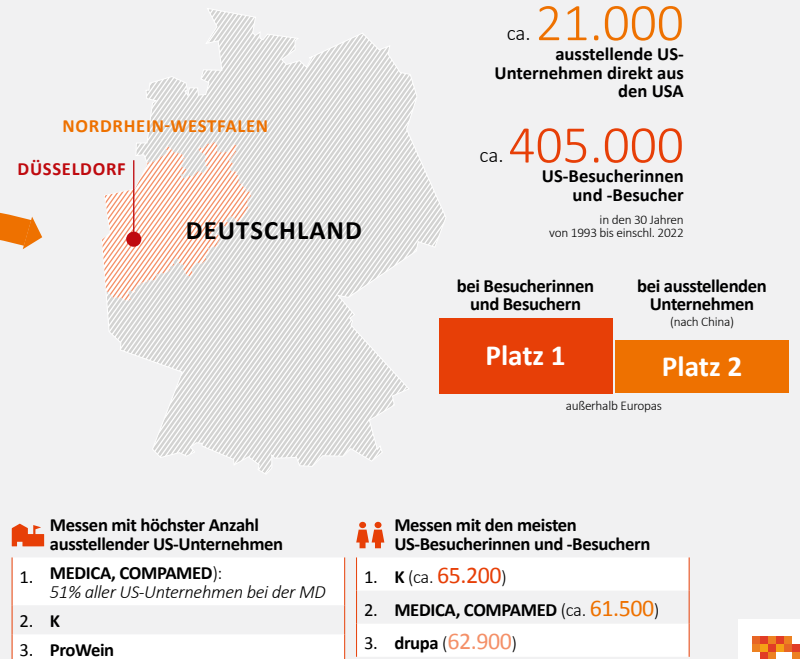 ca. 21.000
ausstellende US-
Unternehmen direkt aus
den USA
NORDRHEIN-WESTFALEN
DÜSSELDORF
DEUTSCHLAND
ca. 405.000
US-Besucherinnen
und -Besucher
in den 30 Jahren
von 1993 bis einschl. 2022
bei Besucherinnen
und Besuchern
Platz 1
bei ausstellenden
Unternehmen
(nach China)
Platz 2
außerhalb Europas
Messen mit höchster Anzahl
ausstellender US-Unternehmen
1. MEDICA, COMPAMED):
51% aller US-Unternehmen bei der MD
2. K
3. ProWein
Messen mit den meisten
US-Besucherinnen und -Besuchern
1. K (ca. 65.200)
2. MEDICA, COMPAMED (ca. 61.500)
3. drupa (62.900)